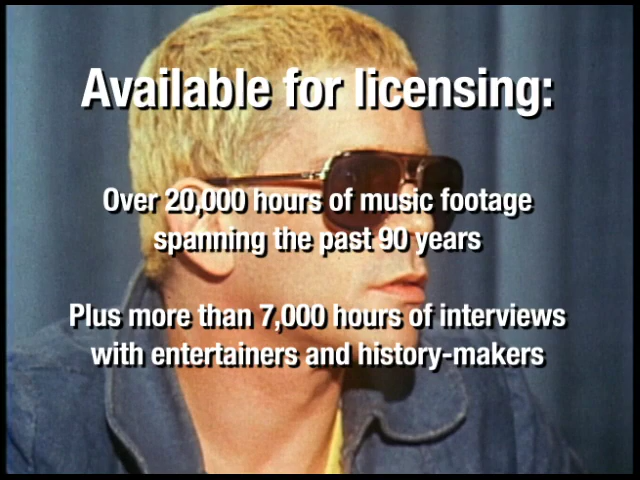 Available for licensing:
Over 20,000 hours of music footage
spanning the past 90 years
Plus more than 7,000 hours of interviews
with entertainers and history-makers